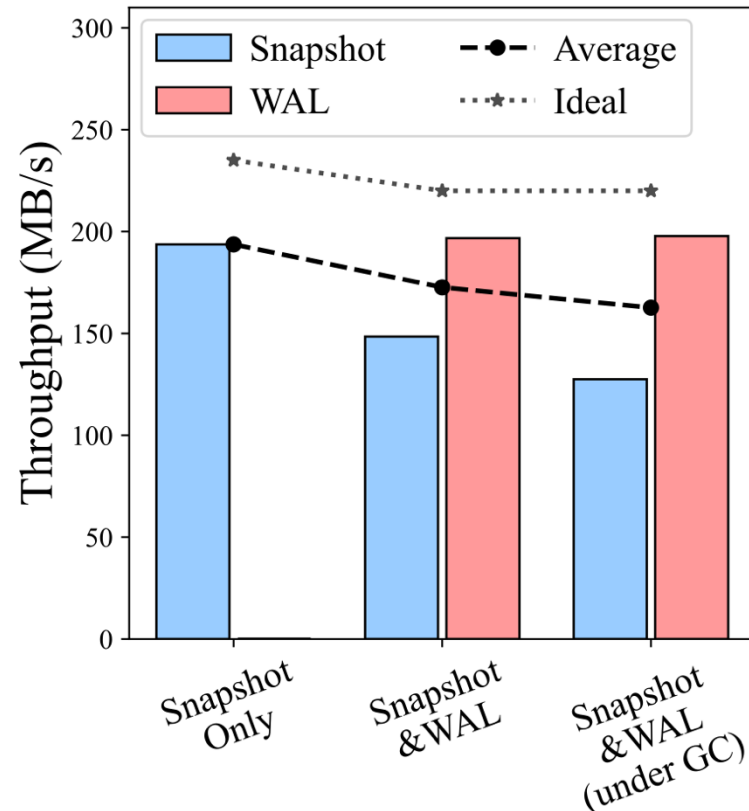 Throughput (MB/s)
300
250
200
150
100
50
0
Snapshot
WAL
Average
Ideal
Snapshot
Only
Snapshot
&WAL
Snapshot
&WAL
(under GC)